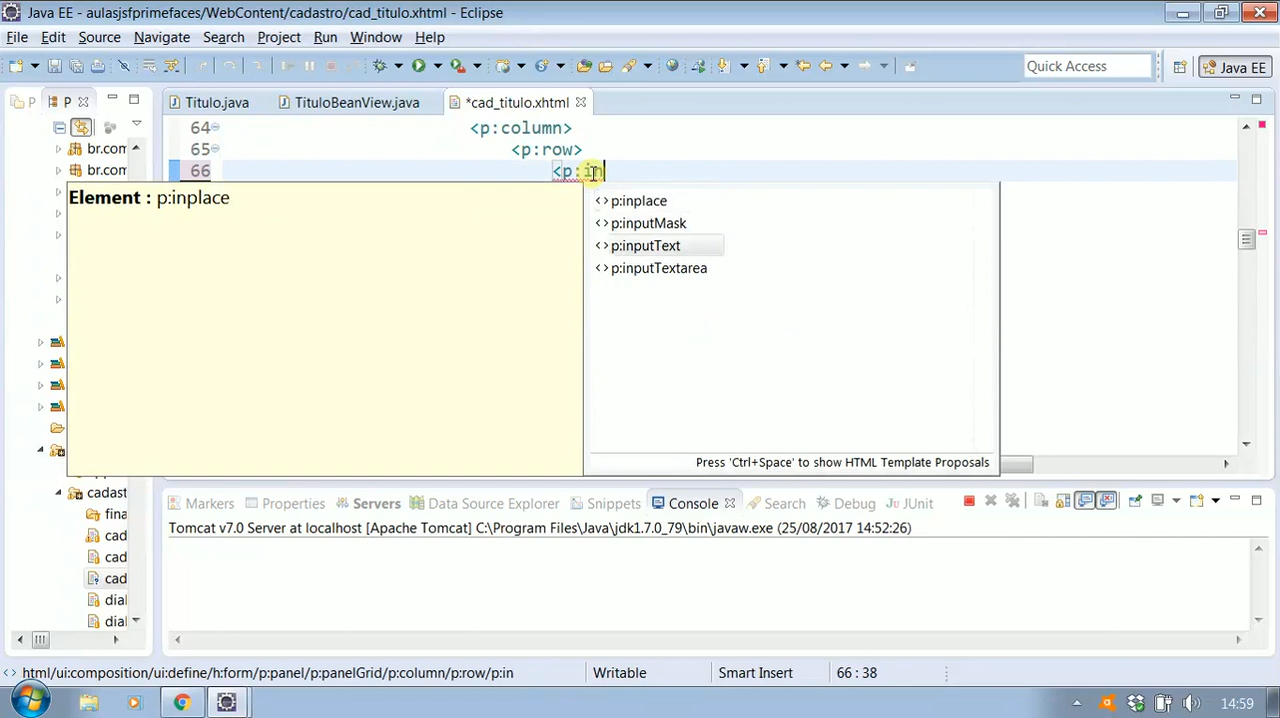 Java EE - aulasjsfprimefaces/WebContent/cadastro/cad_titulo.xhtml - Eclipse
File Edit Source Navigate Search Project Run Window Help
Quick Access
Java EE
P
P
Titulo.java
TituloBeanView.java
*cad_titulo.xhtml
64 <p:column>
65 <p:row>
66 <p:in
br.com
br.com
Element : p:inplace
<> p:inplace
<> p:inputMask
<> p:inputText
<> p:inputTextarea
Press 'Ctrl+Space' to show HTML Template Proposals
cadast
fina
cad
cad
cad
dial
dial
Markers Properties Servers Data Source Explorer Snippets Console Search Debug JUnit
Tomcat v7.0 Server at localhost [Apache Tomcat] C:\Program Files\Java\jdk1.7.0_79\bin\javaw.exe (25/08/2017 14:52:26)
<> html/ui:composition/ui:define/h:form/p:panel/p:panelGrid/p:column/p:row/p:in
Writable
Smart Insert
66 : 38
14:59